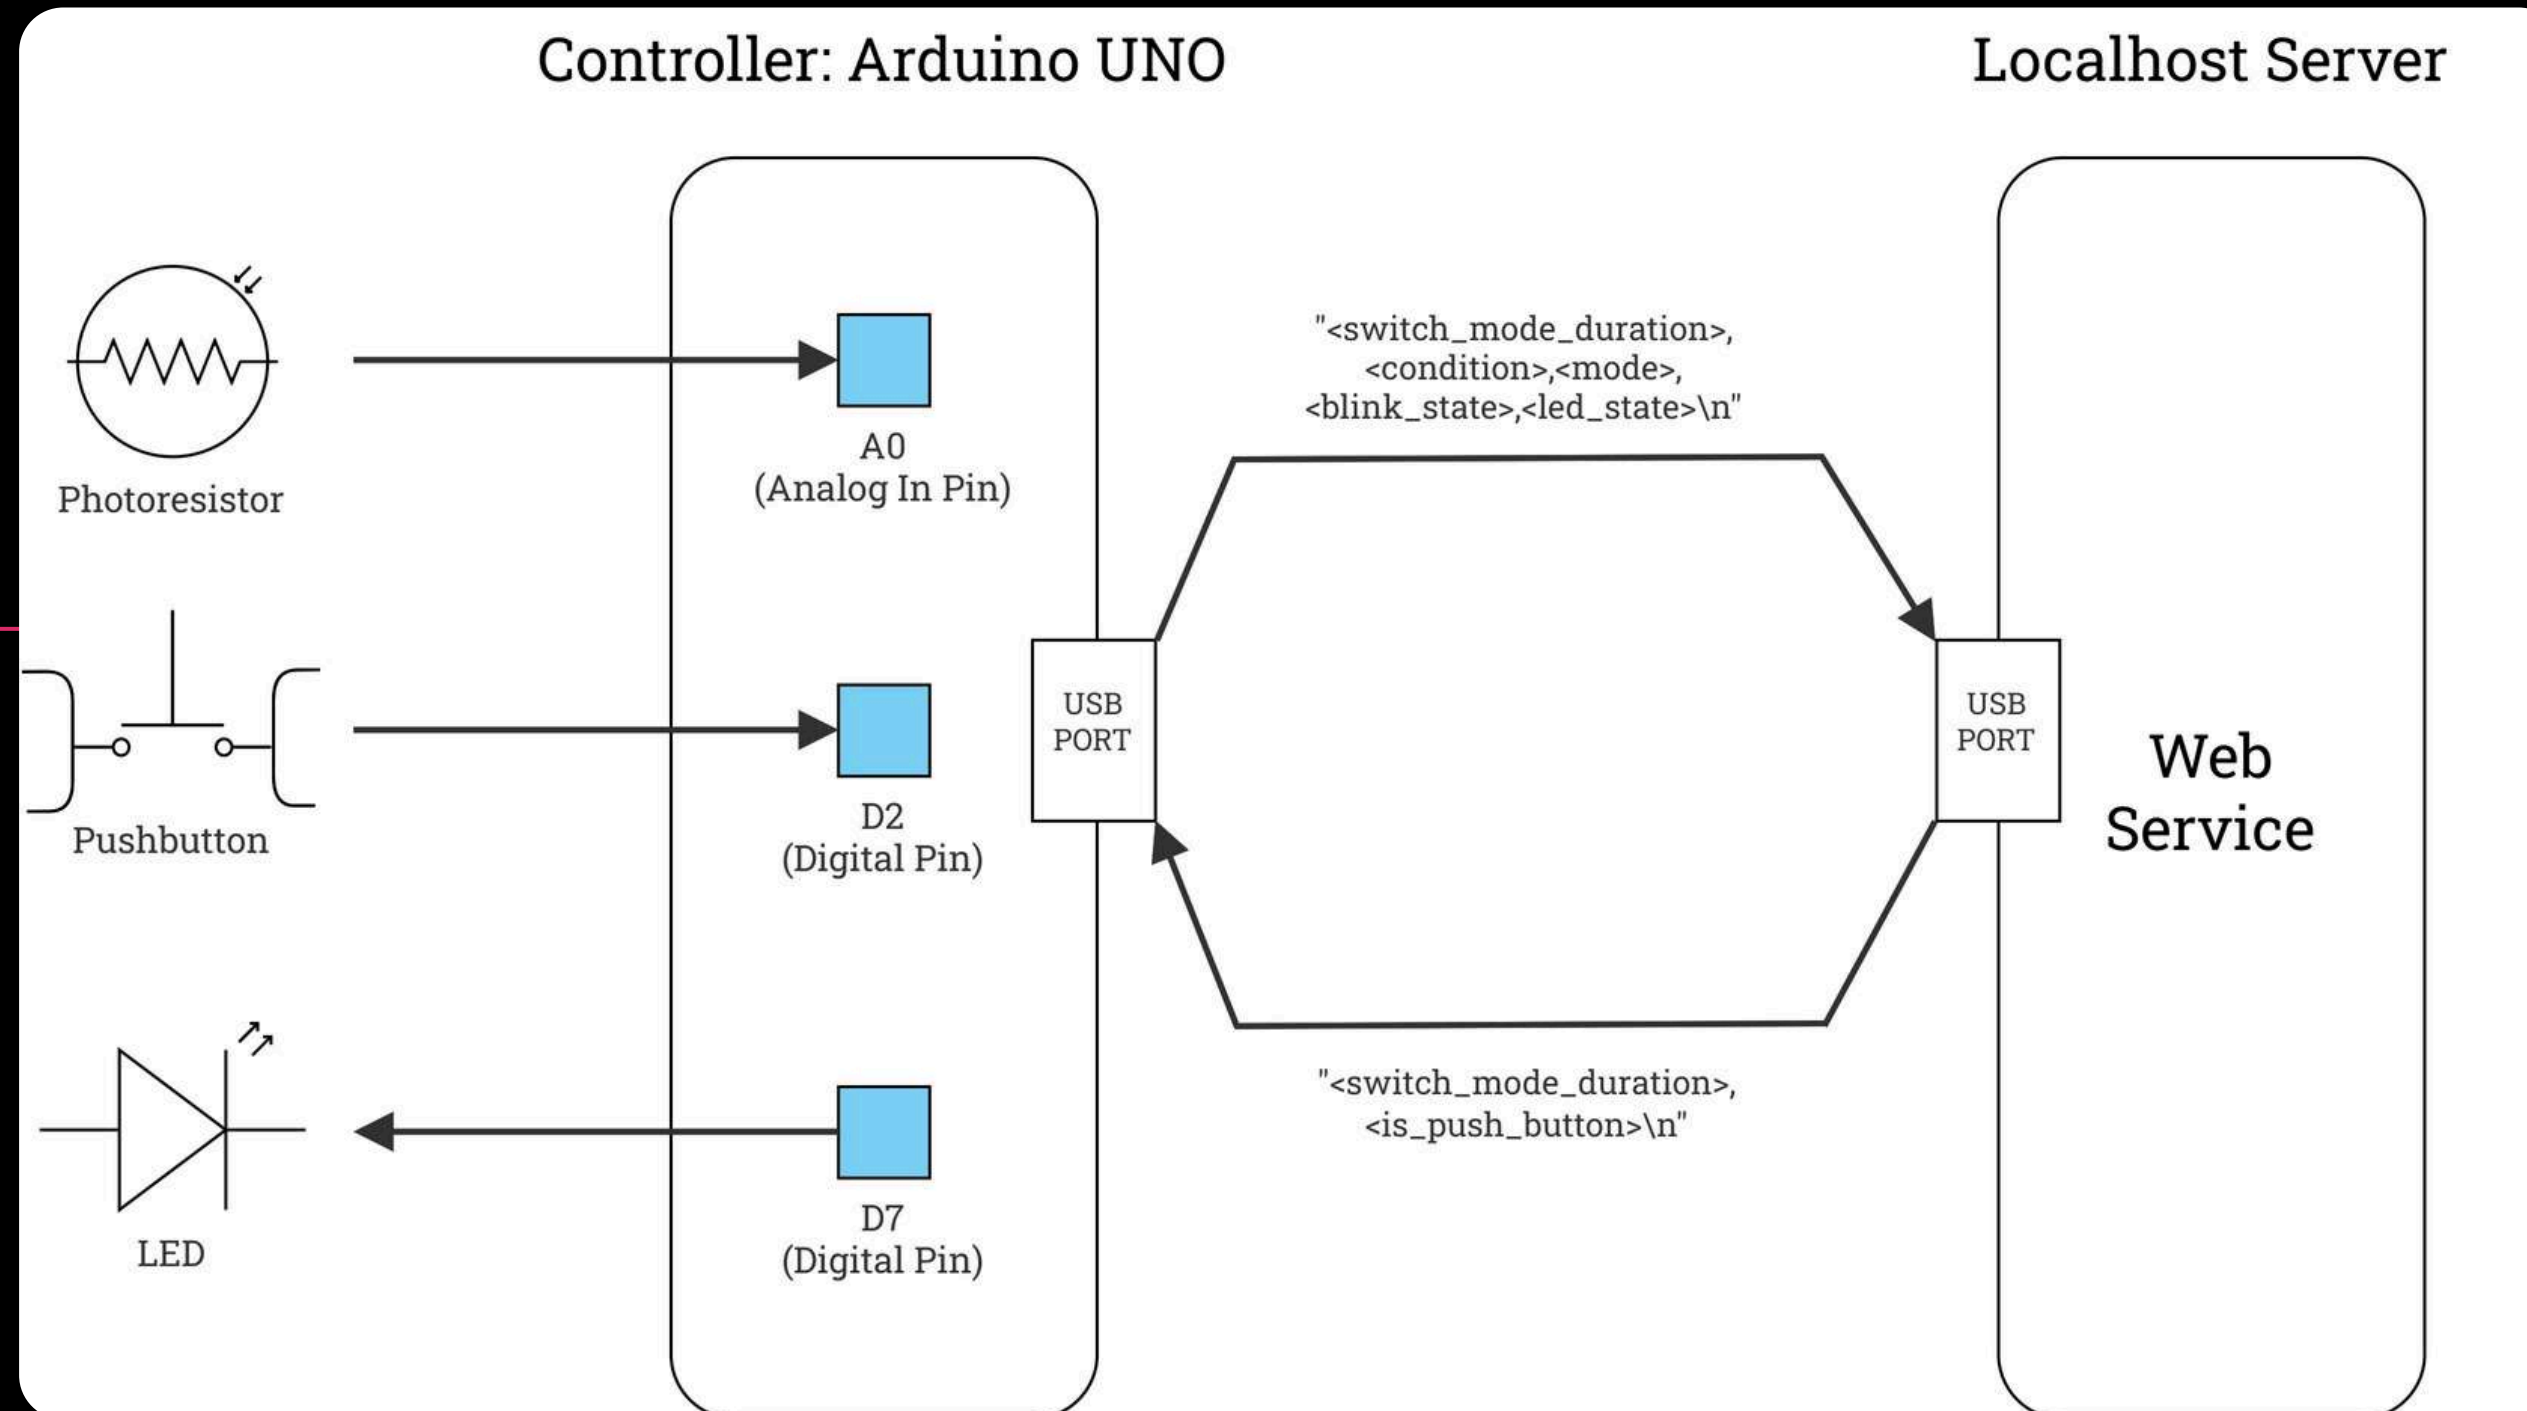 Controller: Arduino UNO
Localhost Server
Photoresistor
A0
(Analog In Pin)
Pushbutton
D2
(Digital Pin)
LED
D7
(Digital Pin)
USB
PORT
"<switch_mode_duration>,
<condition>,<mode>,
<blink_state>,<led_state>\n"
"<switch_mode_duration>,
<is_push_button>\n"
USB
PORT
Web
Service